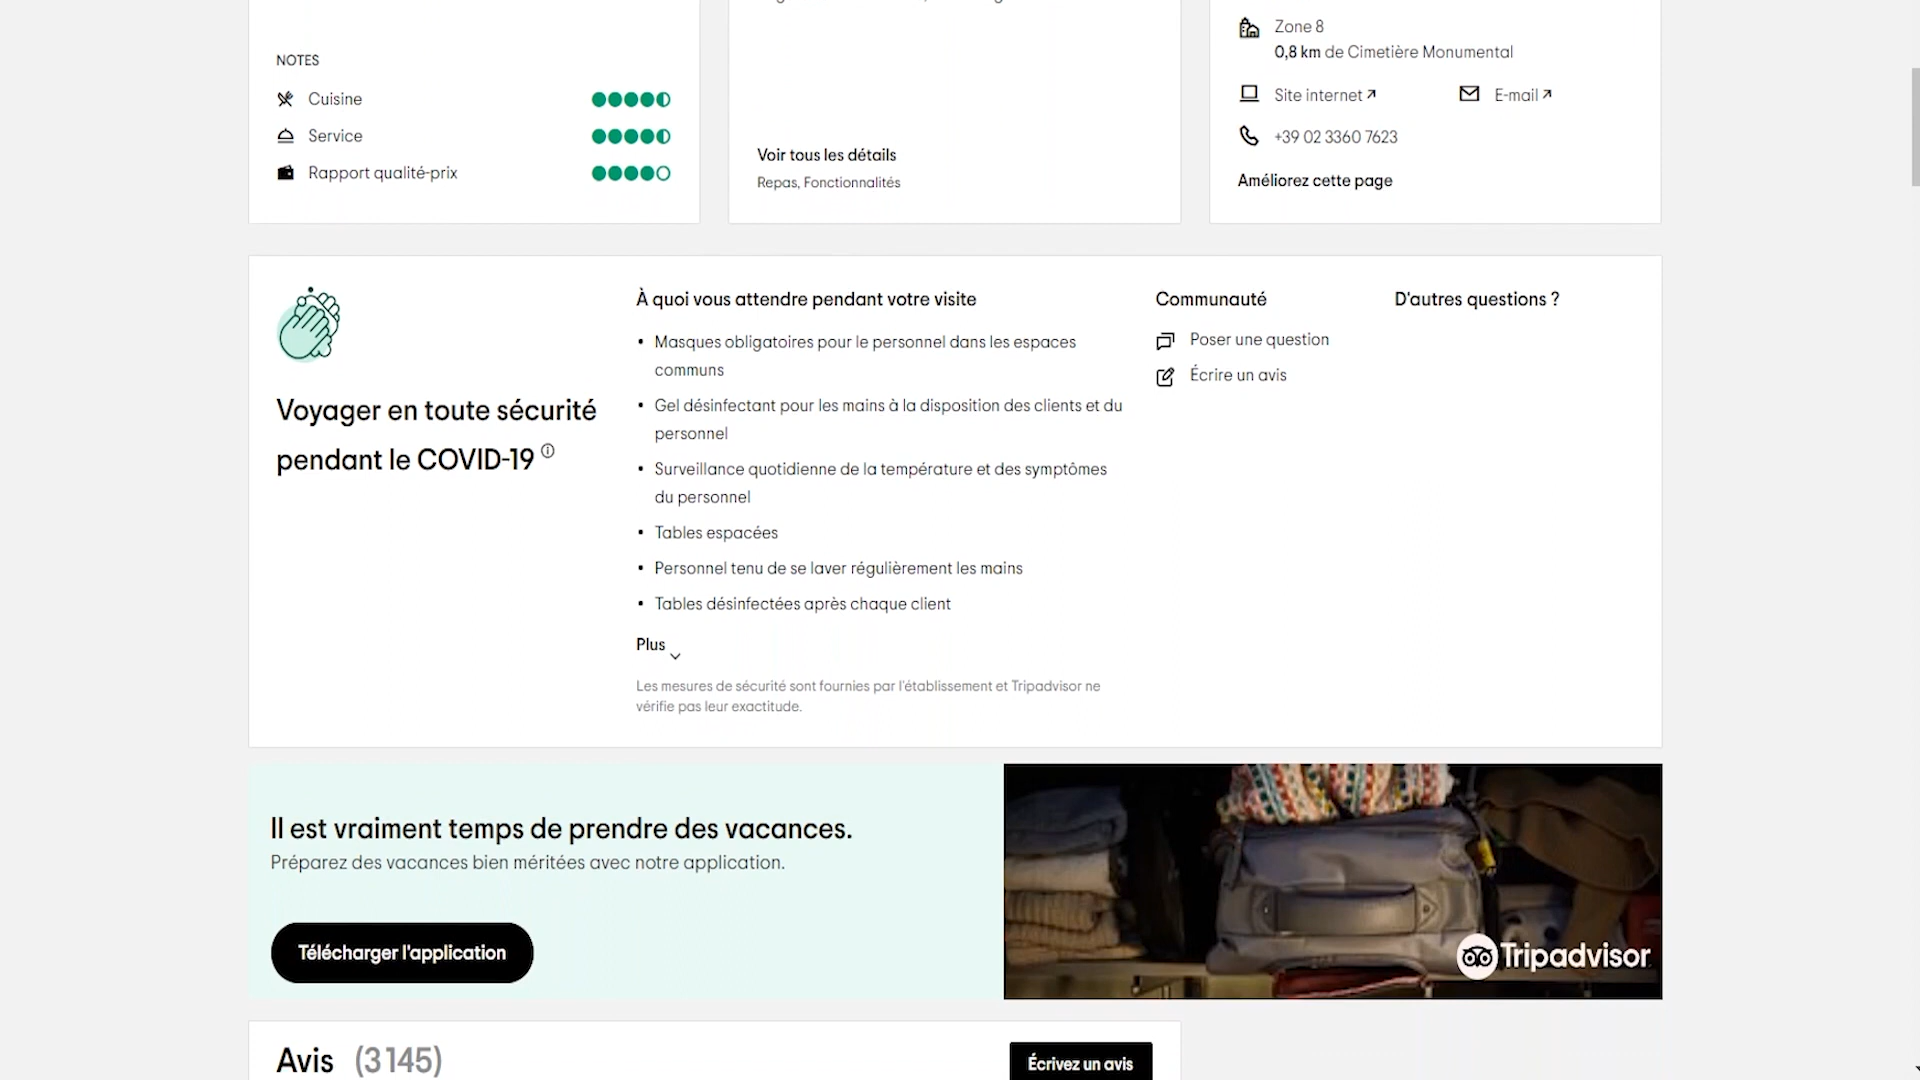 NOTES
Cuisine
Service
Rapport qualité-prix
Voir tous les détails
Repas, Fonctionnalités
Zone 8
0,8 km de Cimetière Monumental
Site internet
E-mail
+39 02 3360 7623
Améliorez cette page
Voyager en toute sécurité
pendant le COVID-19
À quoi vous attendre pendant votre visite
Masques obligatoires pour le personnel dans les espaces
communs
Gel désinfectant pour les mains à la disposition des clients et du
personnel
Surveillance quotidienne de la température et des symptômes
du personnel
Tables espacées
Personnel tenu de se laver régulièrement les mains
Tables désinfectées après chaque client
Plus
Les mesures de sécurité sont fournies par l'établissement et Tripadvisor ne
vérifie pas leur exactitude.
Communauté
Poser une question
Écrire un avis
D'autres questions ?
Il est vraiment temps de prendre des vacances.
Préparez des vacances bien méritées avec notre application.
Télécharger l'application
Tripadvisor
Avis (3 145)
Écrivez un avis